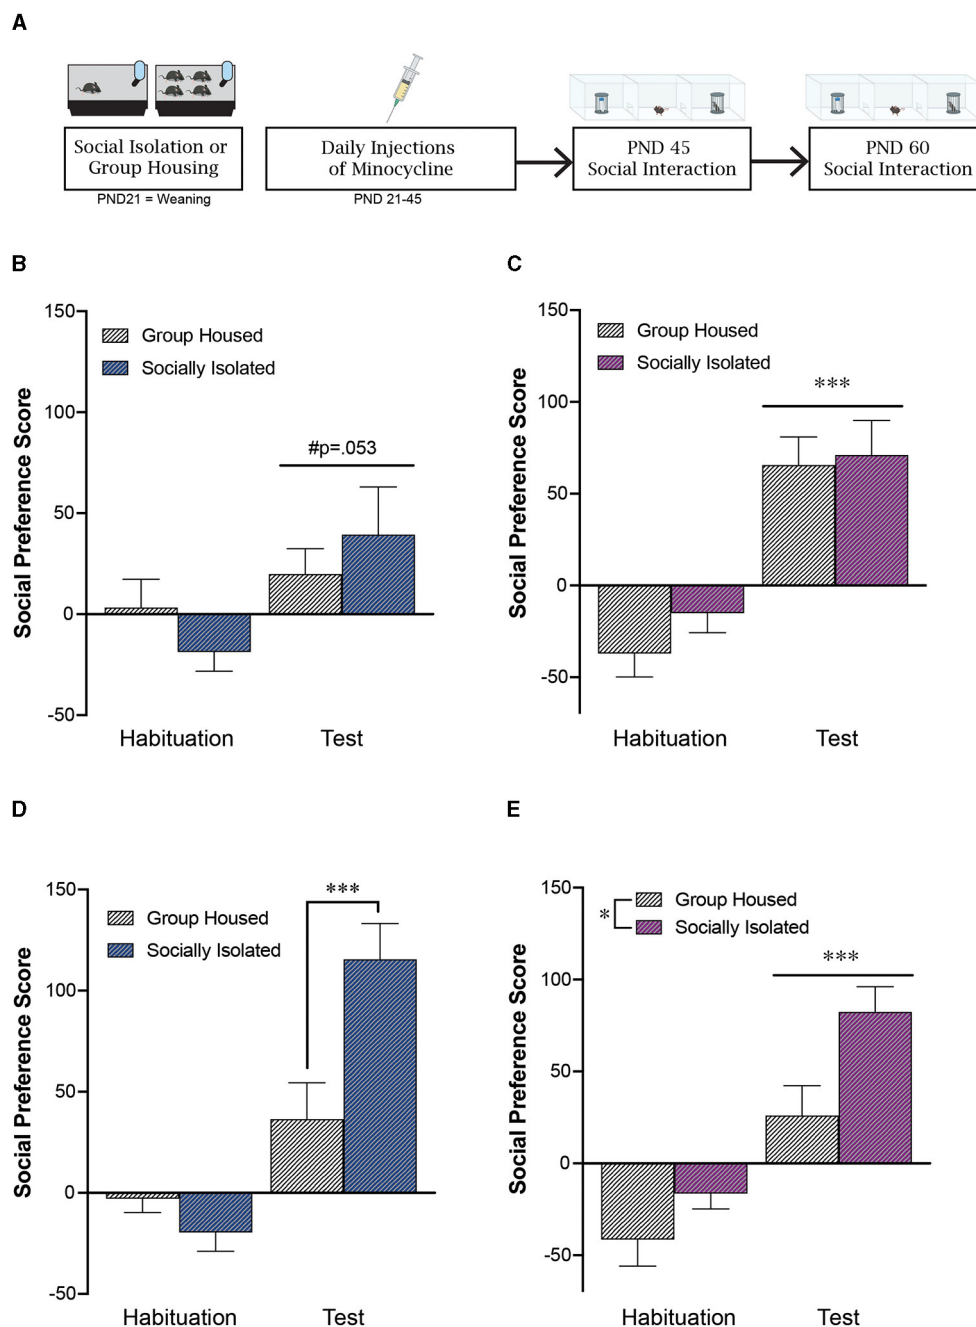 A
Social Isolation or
Group Housing
PND21 = Weaning
Daily Injections
of Minocycline
PND 21-45
PND 45
Social Interaction
PND 60
Social Interaction
B
Social Preference Score
150
100
50
0
-50
Group Housed
Socially Isolated
#p=.053
Habituation
Test
C
Social Preference Score
150
100
50
0
-50
Group Housed
Socially Isolated
***
Habituation
Test
D
Social Preference Score
150
100
50
0
-50
Group Housed
Socially Isolated
***
Habituation
Test
E
Social Preference Score
150
100
50
0
-50
*
Group Housed
Socially Isolated
***
Habituation
Test